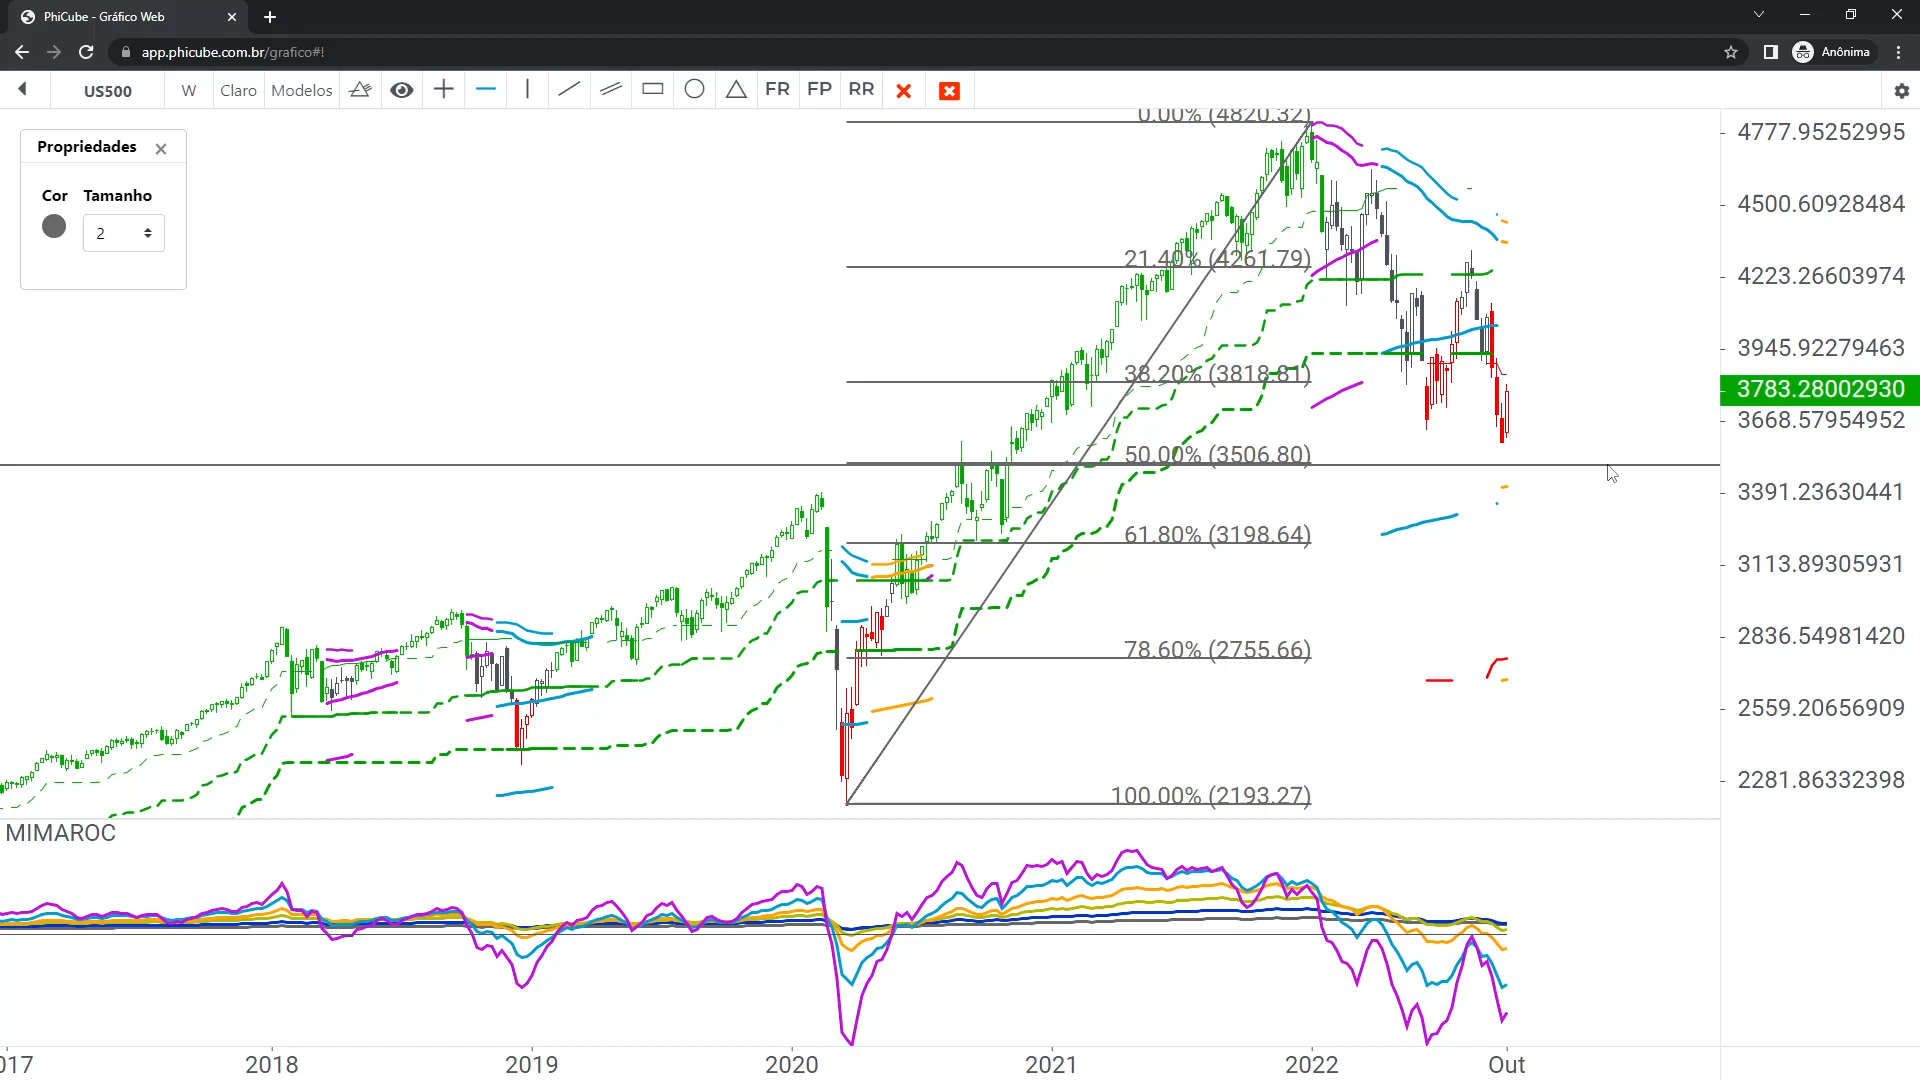 PhiCube - Gráfico Web
app.phicube.com.br/grafico#!
Anônima
US500 W Claro Modelos FR FP RR
Propriedades
Cor Tamanho
2
0.00% (4820.32)
21.40% (4261.79)
38.20% (3818.81)
50.00% (3506.80)
61.80% (3198.64)
78.60% (2755.66)
100.00% (2193.27)
4777.95252995
4500.60928484
4223.26603974
3945.92279463
3783.28002930
3668.57954952
3391.23630441
3113.89305931
2836.54981420
2559.20656909
2281.86332398
MIMAROC
017 2018 2019 2020 2021 2022 Out